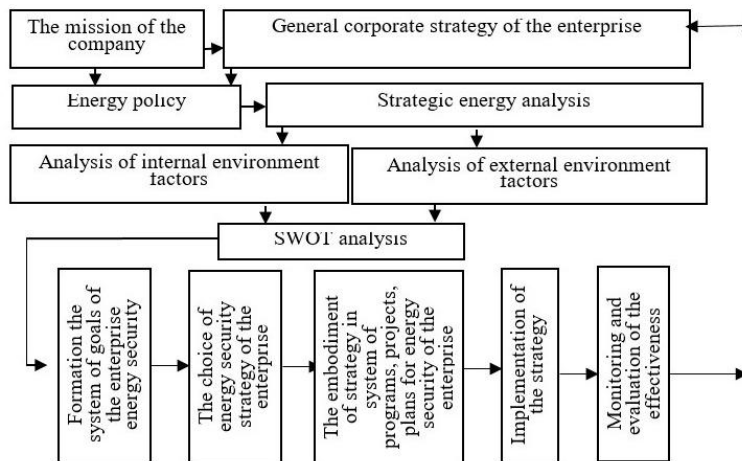 The mission of the
company
General corporate strategy of the enterprise
Energy policy
Strategic energy analysis
Analysis of internal environment
factors
Analysis of external environment
factors
SWOT analysis
Formation the
system of goals of
the enterprise
energy security
The choice of
energy security
strategy of the
enterprise
The embodiment
of strategy in
system of
programs, projects,
plans for energy
security of the
enterprise
Implementation of
the strategy
Monitoring and
evaluation of the
effectiveness